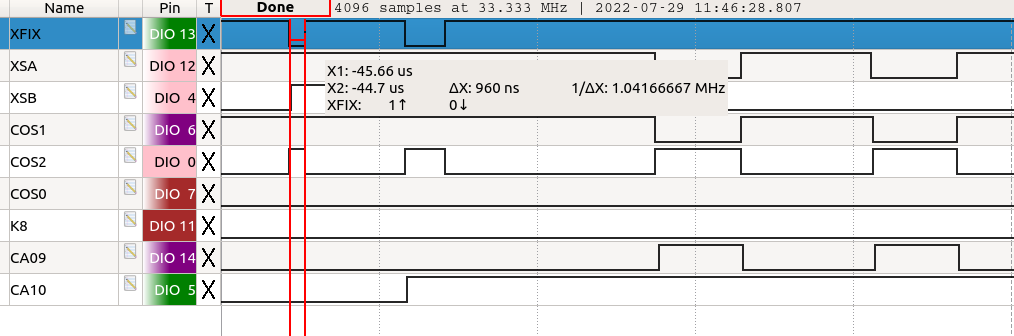 Name Pin T Done 4096 samples at 33.333 MHz | 2022-07-29 11:46:28.807
XFIX DIO 13 X
XSA DIO 12 X
X1: -45.66 us
X2: -44.7 us ΔX: 960 ns 1/ΔX: 1.04166667 MHz
XSB DIO 4 X
XFIX: 1↑ 0↓
COS1 DIO 6 X
COS2 DIO 0 X
COS0 DIO 7 X
K8 DIO 11 X
CA09 DIO 14 X
CA10 DIO 5 X